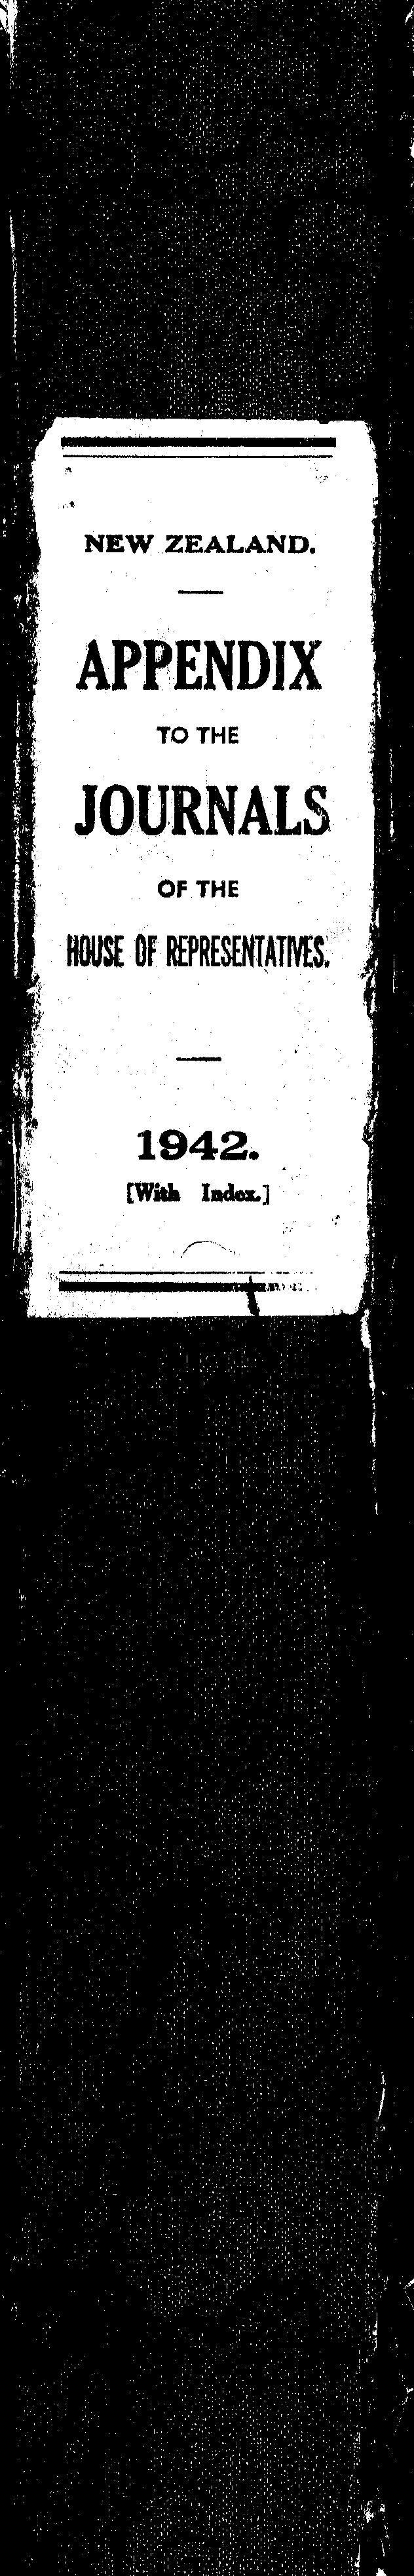 NEW ZEALAND.
APPENDIX
TO THE
JOURNALS
OF THE
HOUSE OF REPRESENTATIVES.
1942.
[With Index.]